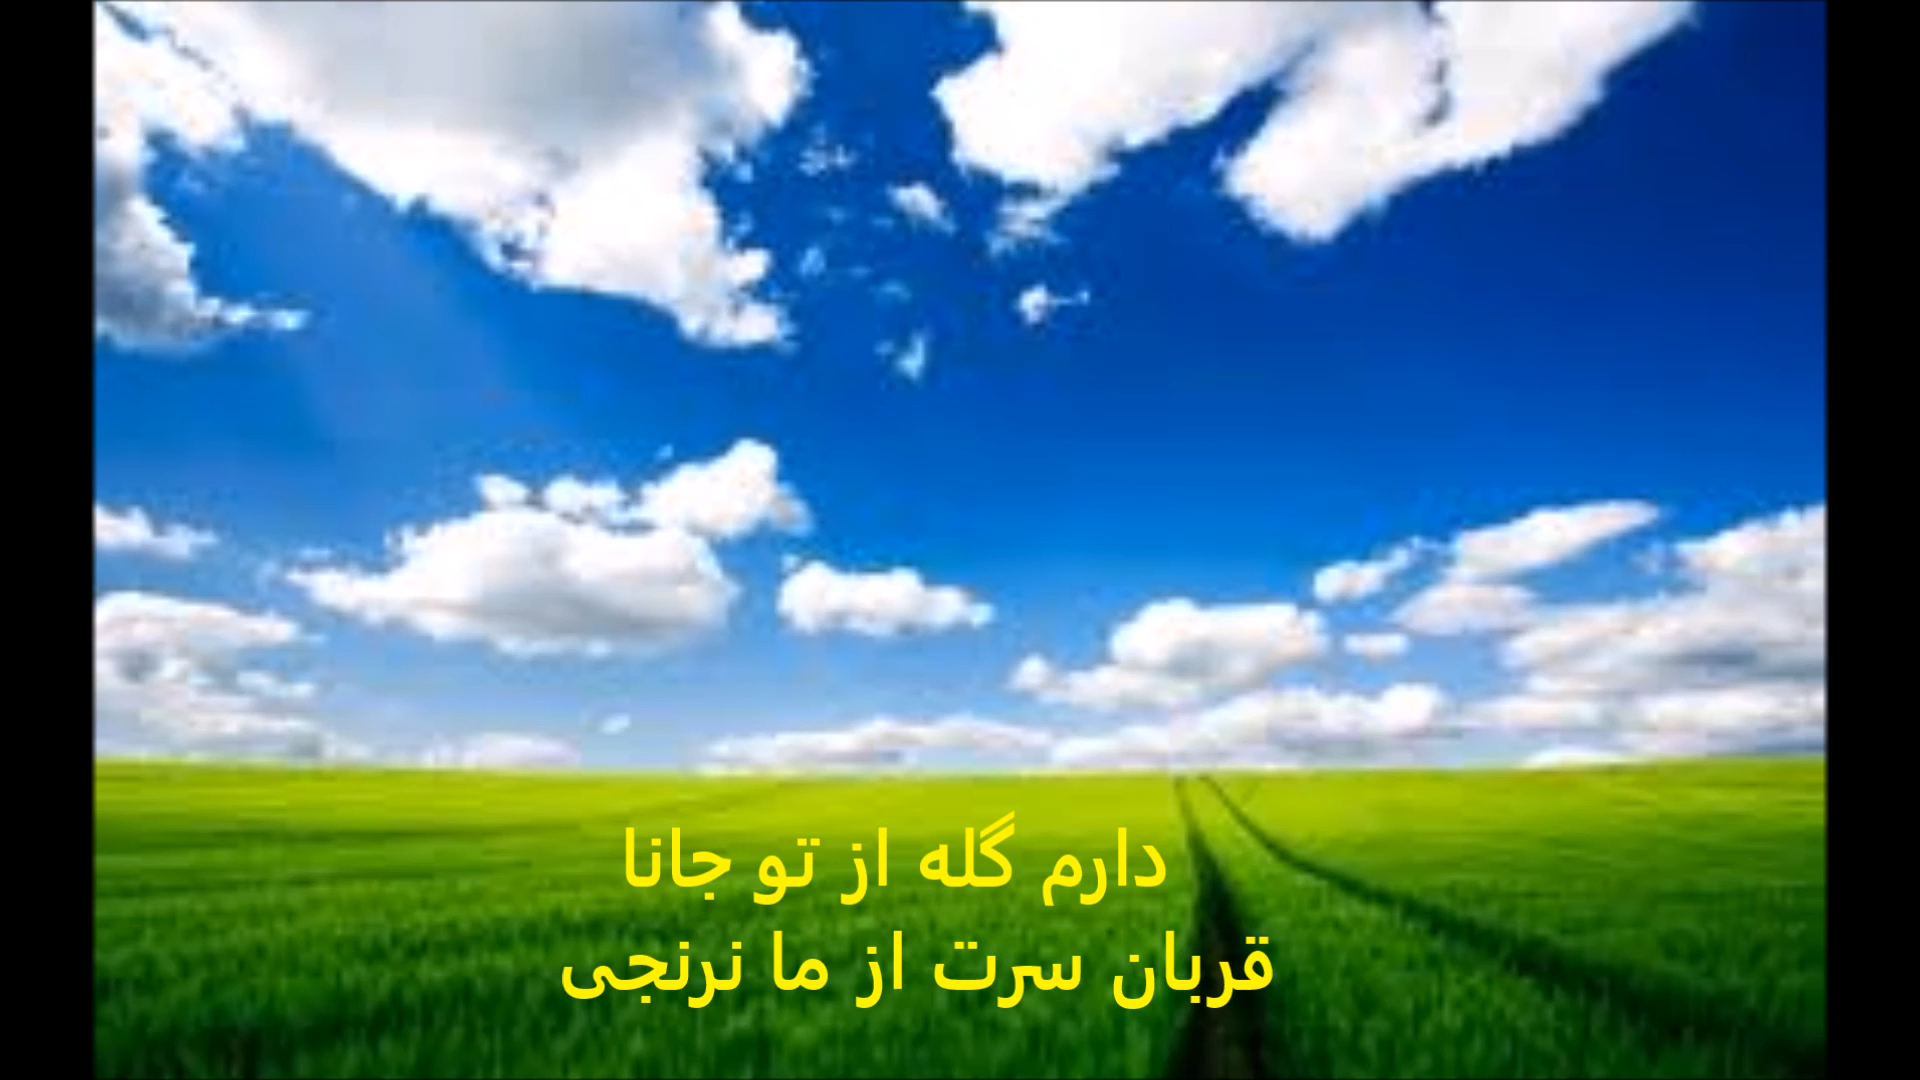 دارم گله از تو جانا
قربان سرت از ما نرنجی